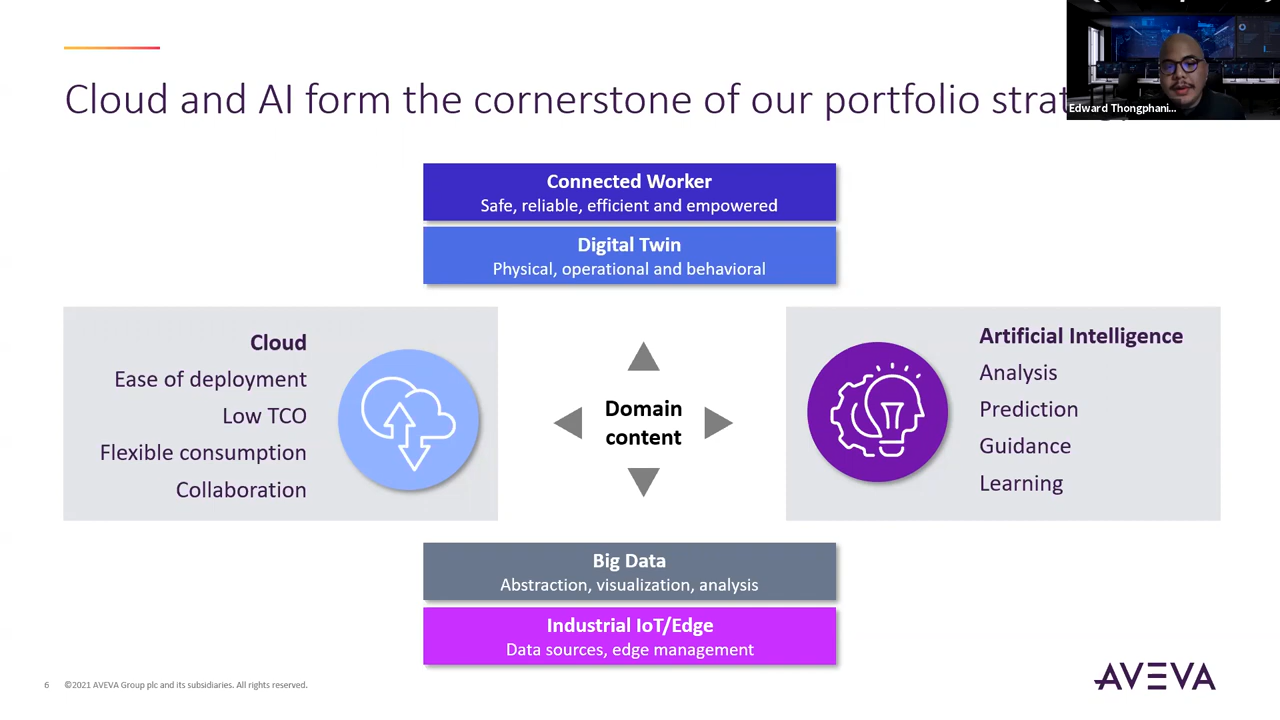 Cloud and AI form the cornerstone of our portfolio strat
Edward Thongphani...
Connected Worker
Safe, reliable, efficient and empowered
Digital Twin
Physical, operational and behavioral
Cloud
Ease of deployment
Low TCO
Flexible consumption
Collaboration
Domain
content
Artificial Intelligence
Analysis
Prediction
Guidance
Learning
Big Data
Abstraction, visualization, analysis
Industrial IoT/Edge
Data sources, edge management
6 ©2021 AVEVA Group plc and its subsidiaries. All rights reserved.
AVEVA